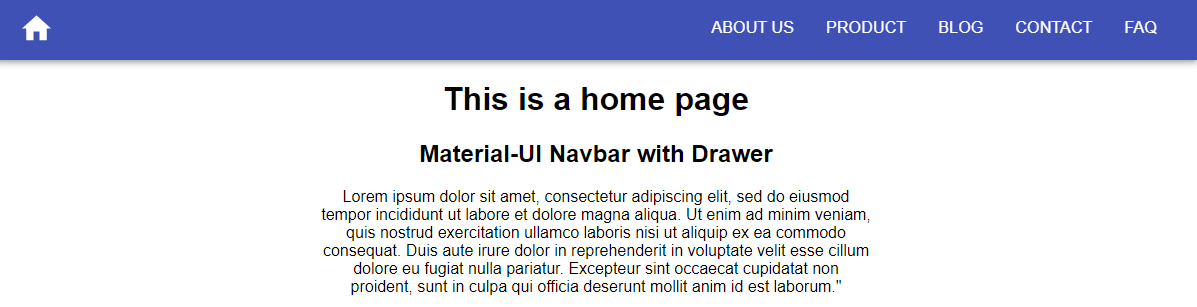 ABOUT US PRODUCT BLOG CONTACT FAQ
This is a home page
Material-UI Navbar with Drawer
Lorem ipsum dolor sit amet, consectetur adipiscing elit, sed do eiusmod
tempor incididunt ut labore et dolore magna aliqua. Ut enim ad minim veniam,
quis nostrud exercitation ullamco laboris nisi ut aliquip ex ea commodo
consequat. Duis aute irure dolor in reprehenderit in voluptate velit esse cillum
dolore eu fugiat nulla pariatur. Excepteur sint occaecat cupidatat non
proident, sunt in culpa qui officia deserunt mollit anim id est laborum."